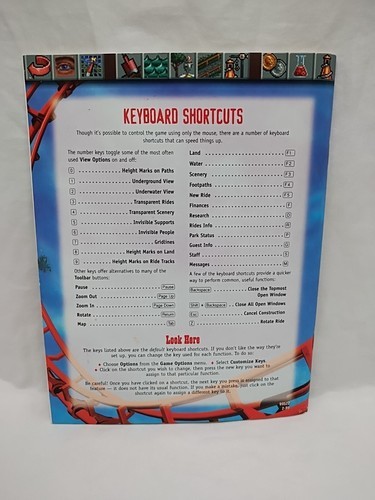 KEYBOARD SHORTCUTS
Though it's possible to control the game using only the mouse, there are a number of keyboard
shortcuts that can speed things up.
The number keys toggle some of the most often
used View Options on and off:
0 Height Marks on Paths
1 Underground View
2 Underwater View
3 Transparent Rides
4 Transparent Scenery
5 Invisible Supports
6 Invisible People
7 Gridlines
8 Height Marks on Land
9 Height Marks on Ride Tracks
Other keys offer alternatives to many of the
Toolbar buttons:
Pause Pause
Zoom Out Page Up
Zoom In Page Down
Rotate Return
Map Tab
Land F1
Water F2
Scenery F3
Footpaths F4
New Ride F5
Finances F
Research D
Rides Info R
Park Status P
Guest Info G
Staff S
Messages M
A few of the keyboard shortcuts provide a quicker
way to perform common, useful functions:
Backspace Close the Topmost
Open Window
Shift Backspace Close All Open Windows
Esc Cancel Construction
Z Rotate Ride
Look Here
The keys listed above are the default keyboard shortcuts. If you don't like the way they're
set up, you can change the key used for each function. To do so:
• Choose Options from the Game Options menu. • Select Customize Keys.
• Click on the shortcut you wish to change, then press the new key you want to
assign to that particular function.
Be careful! Once you have clicked on a shortcut, the next key you press is assigned to that
feature — it does not have its usual function. If you make a mistake, just click on the
shortcut again to assign a different key to it.